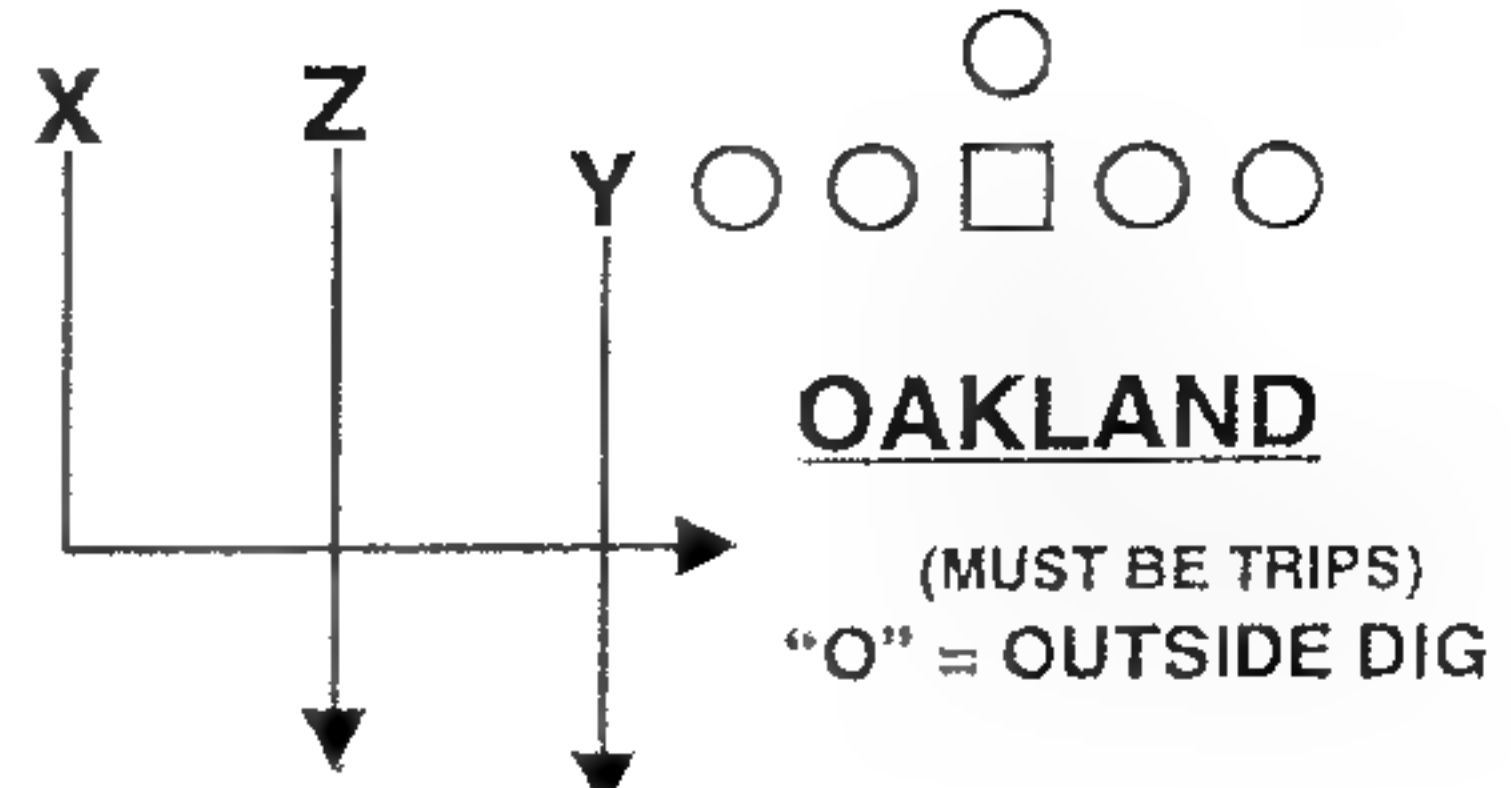 X Z
Y
OAKLAND
(MUST BE TRIPS)
“O” = OUTSIDE DIG